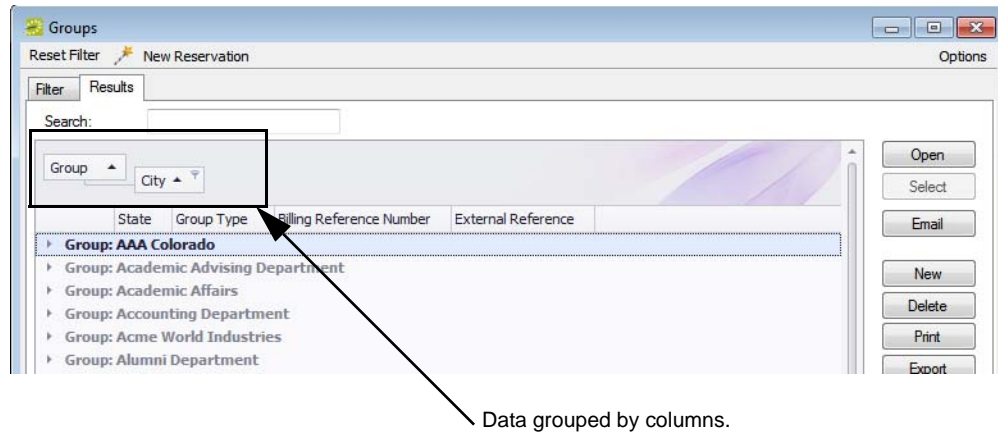 Groups
Reset Filter New Reservation Options
Filter Results
Search:
Group
City
Open
Select
State Group Type Billing Reference Number External Reference
Email
Group: AAA Colorado
Group: Academic Advising Department
New
Group: Academic Affairs
Group: Accounting Department
Delete
Group: Acme World Industries
Print
Group: Alumni Department
Export
Data grouped by columns.